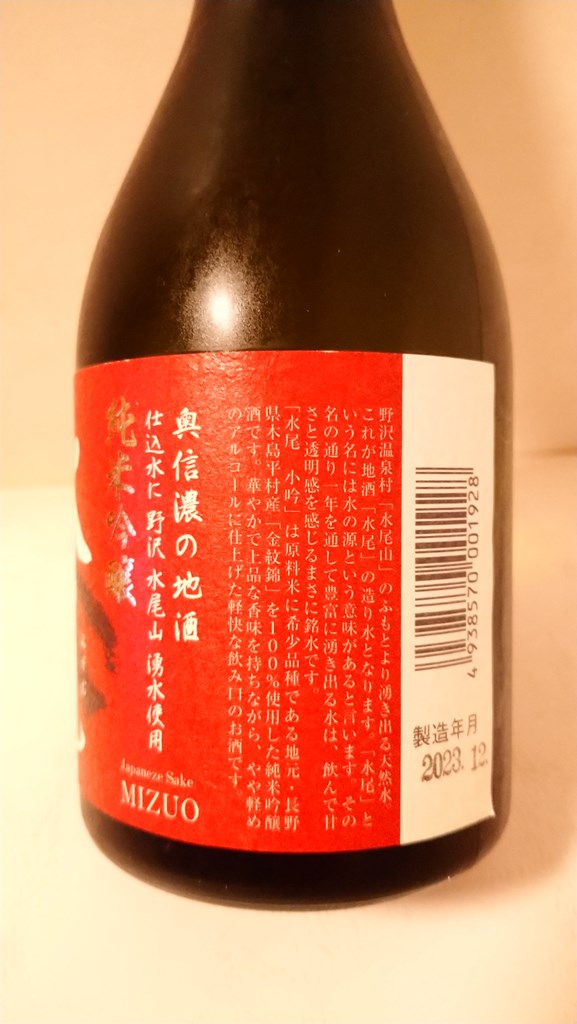 野沢温泉村「水尾山」のふもとより湧き出る天然水、
これが地酒「水尾」の造り水となります。「水尾」と
いう名には水の源という意味があると言います。その
名の通り一年を通して豊富に湧き出る水は、飲んで甘
さと透明感を感じるまさに銘水です。
「水尾　小吟」は原料米に希少品種である地元・長野
県木島平村産「金紋錦」を100%使用した純米吟醸
酒です。華やかで上品な香味を持ちながら、やや軽め
のアルコールに仕上げた軽快な飲み口のお酒です。
奥信濃の地酒
仕込水に 野沢 水尾山 湧水使用
純米吟醸
Japaneze Sake
MIZUO
4 938570 001928
製造年月
2023.12.